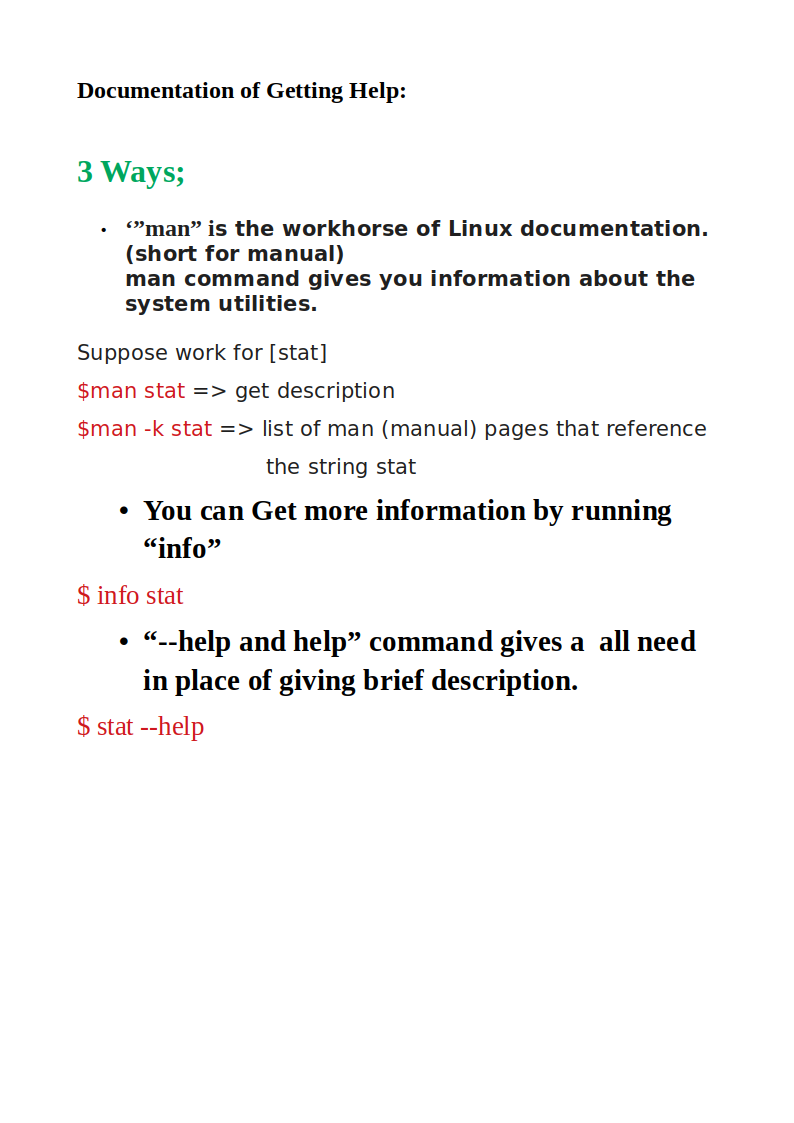 Documentation of Getting Help:
3 Ways;
• ‘”man” is the workhorse of Linux documentation.
(short for manual)
man command gives you information about the
system utilities.
Suppose work for [stat]
$man stat => get description
$man -k stat => list of man (manual) pages that reference
the string stat
• You can Get more information by running
“info”
$ info stat
• “--help and help” command gives a  all need
in place of giving brief description.
$ stat --help